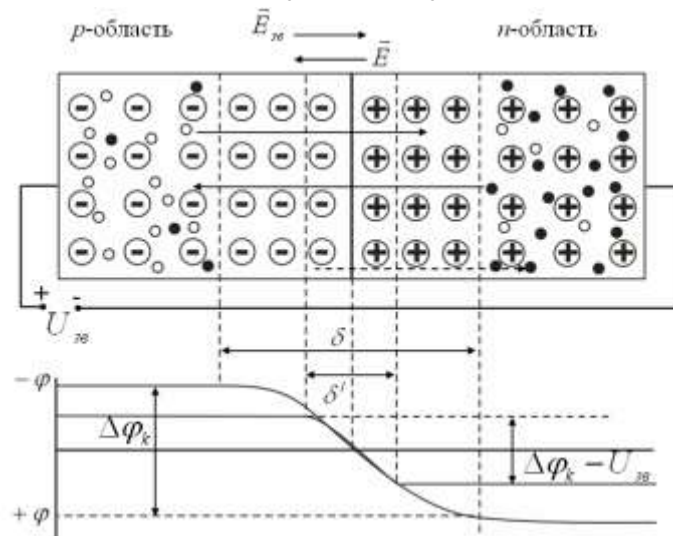 p-область
E⃗зв
E⃗
n-область
+
-
Uзв
δ
δ'
− φ
Δφk
Δφk − Uзв
+ φ